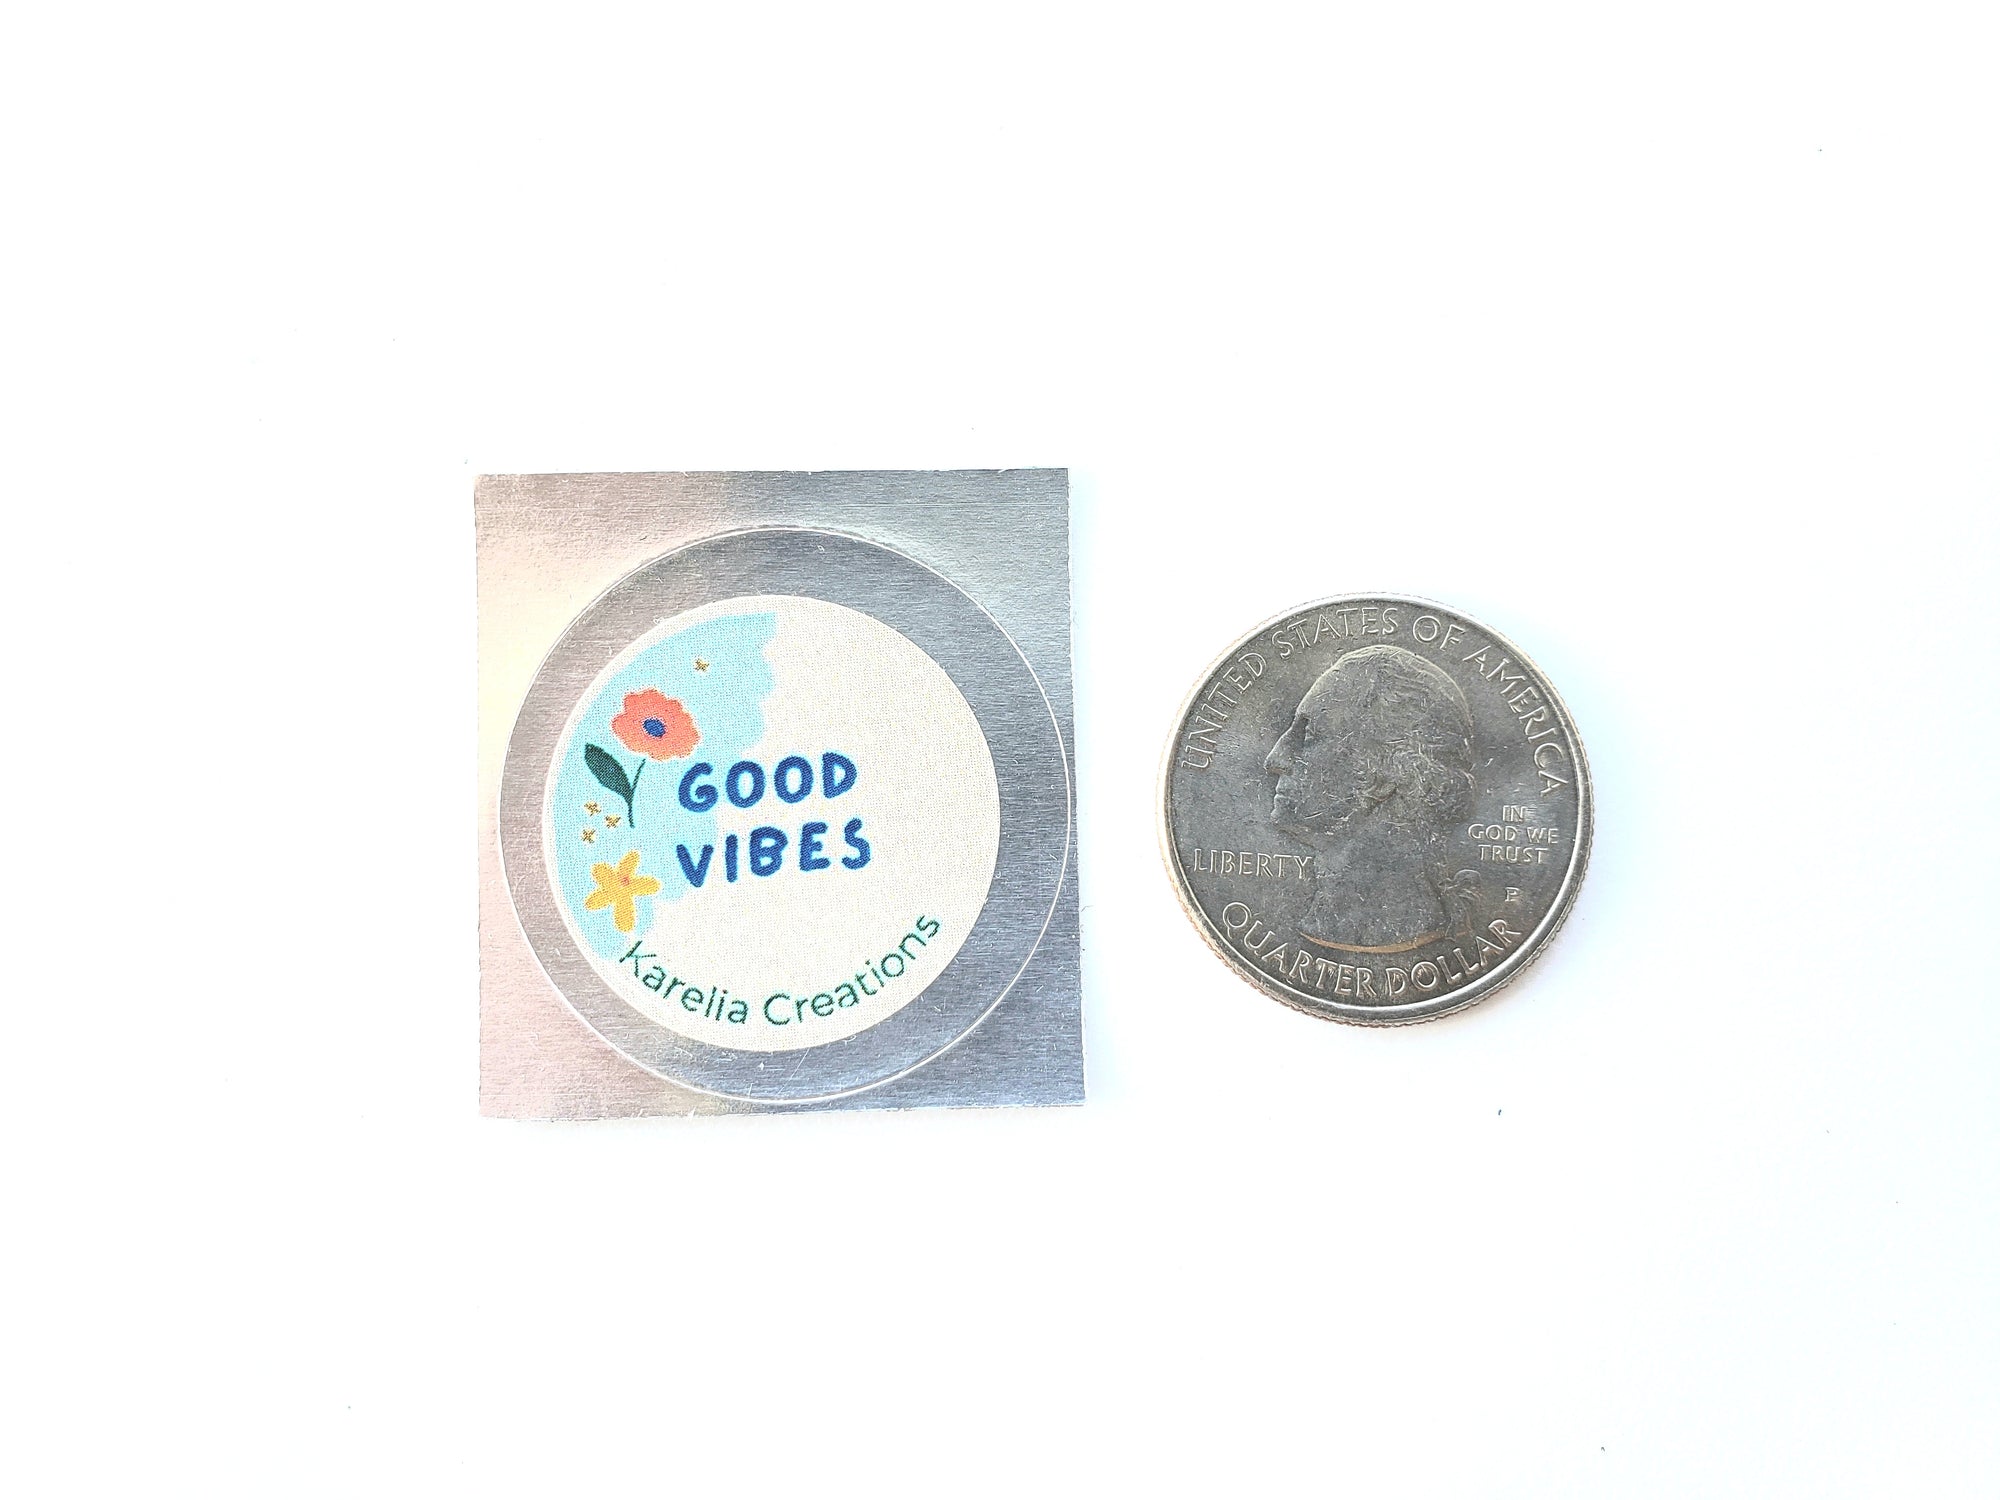 GOOD
VIBES
Karelia Creations
UNITED STATES OF AMERICA
LIBERTY
IN
GOD WE
TRUST
P
QUARTER DOLLAR